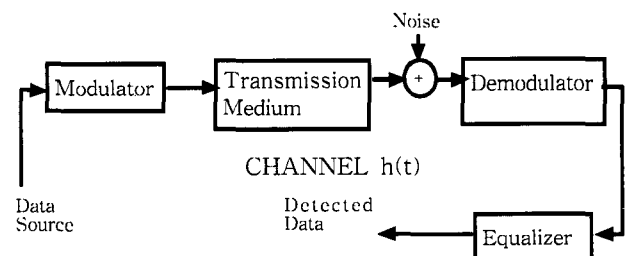 Noise
Modulator
Transmission
Medium
+
Demodulator
CHANNEL h(t)
Data
Source
Detected
Data
Equalizer